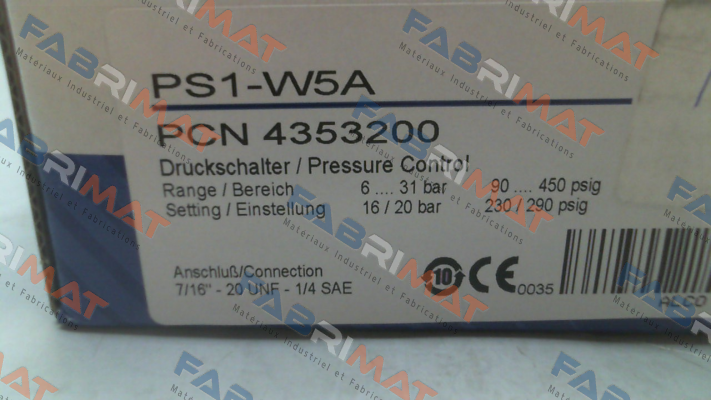 PS1-W5A
PCN 4353200
Druckschalter / Pressure Control
Range / Bereich 6 .... 31 bar 90 .... 450 psig
Setting / Einstellung 16 / 20 bar 230 / 290 psig
Anschluß/Connection
7/16" - 20 UNF - 1/4 SAE
10
CE 0035
ALCO
FABRIMAT
Materiaux Industriel et Fabrications